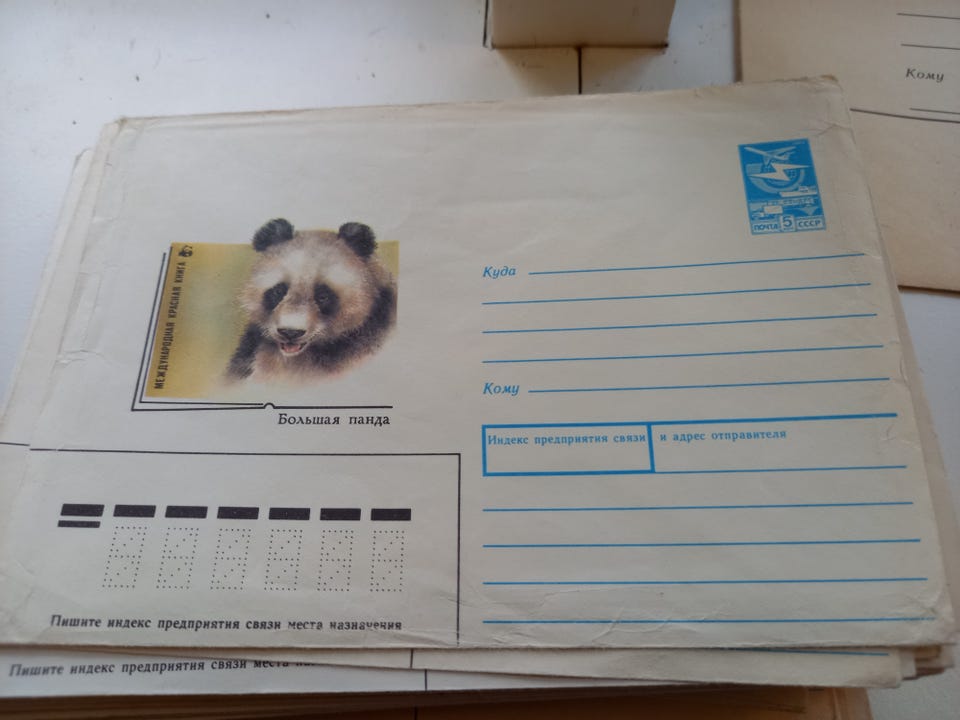 Кому
ПОЧТА 5 СССР
МЕЖДУНАРОДНАЯ КРАСНАЯ КНИГА
Большая панда
Куда
Кому
Индекс предприятия связи и адрес отправителя
Пишите индекс предприятия связи места назначения
Пишите индекс предприятия связи места